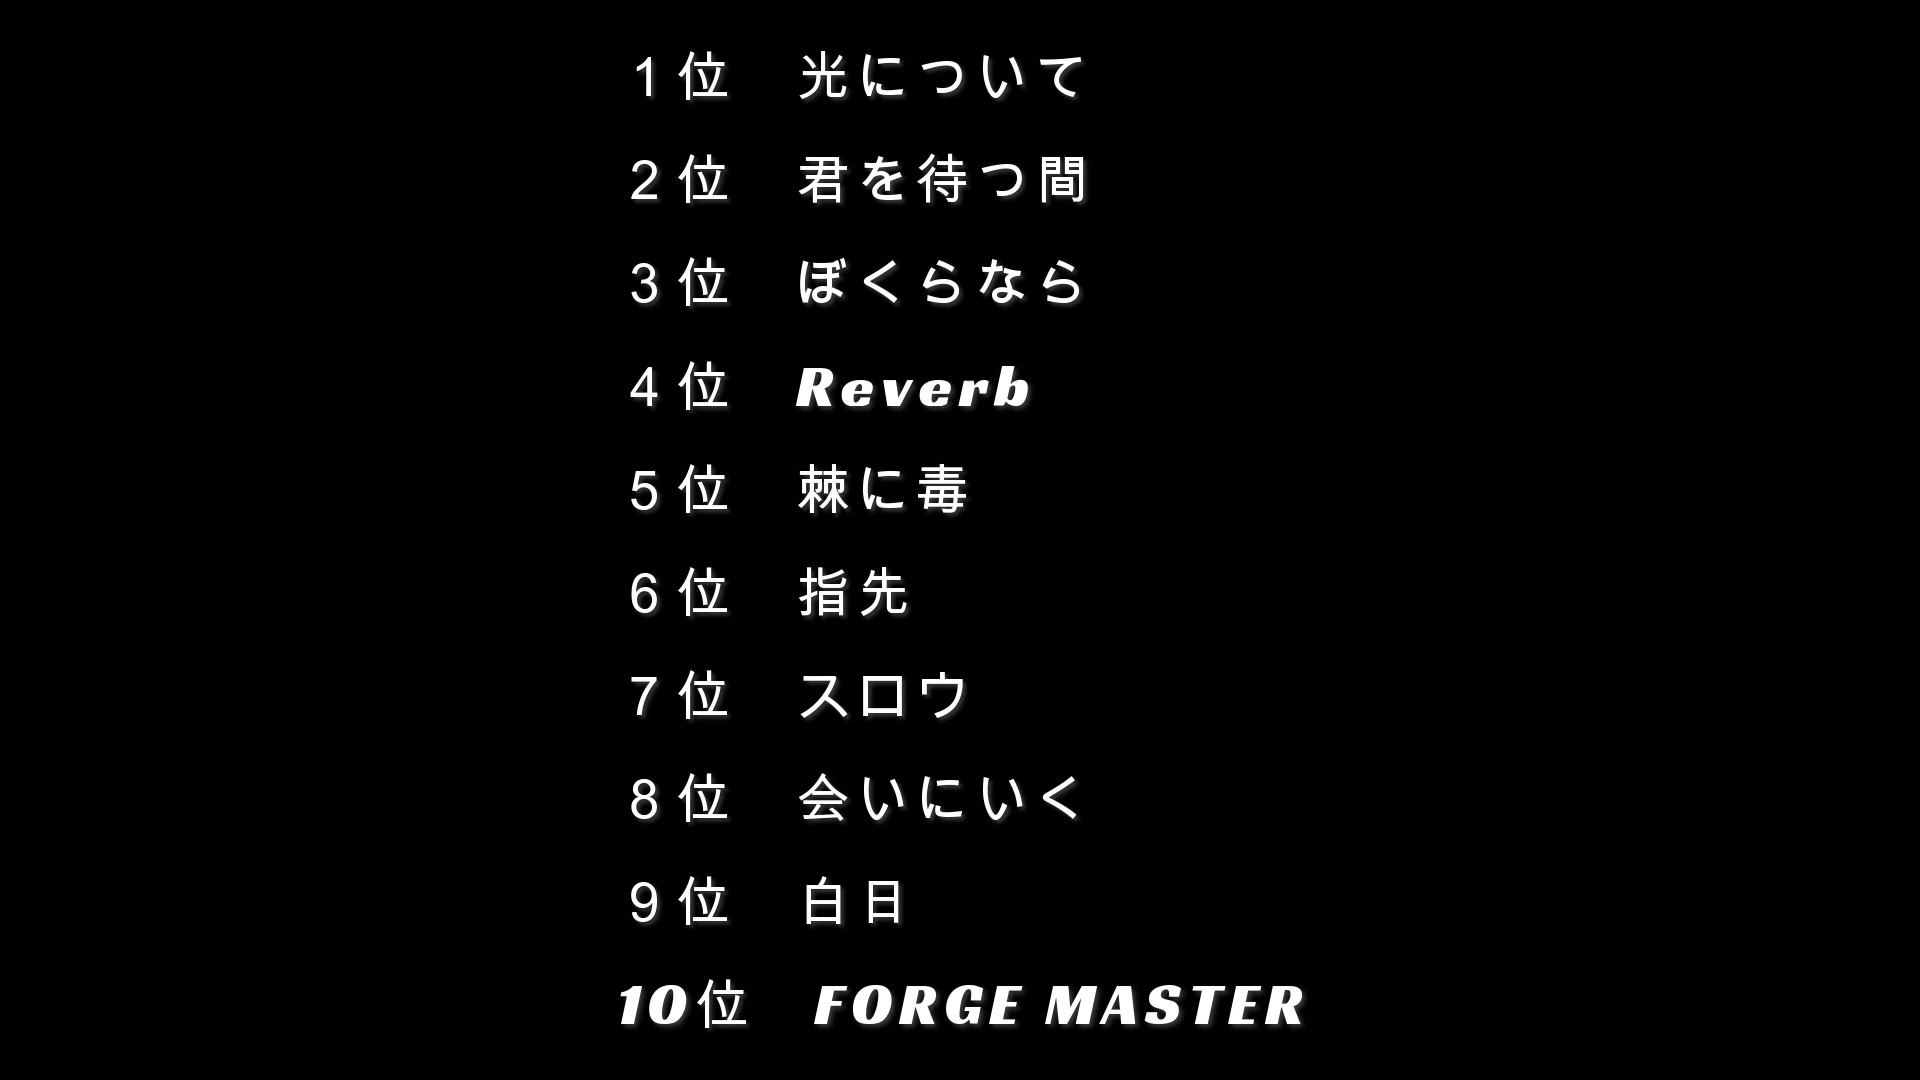 1位　光について
2位　君を待つ間
3位　ぼくらなら
4位　Reverb
5位　棘に毒
6位　指先
7位　スロウ
8位　会いにいく
9位　白日
10位　FORGE MASTER